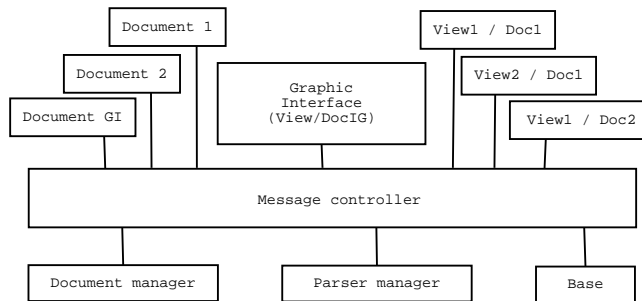 Document 1
View1 / Doc1
Document 2
Graphic
Interface
(View/DocIG)
View2 / Doc1
Document GI
View1 / Doc2
Message controller
Document manager
Parser manager
Base